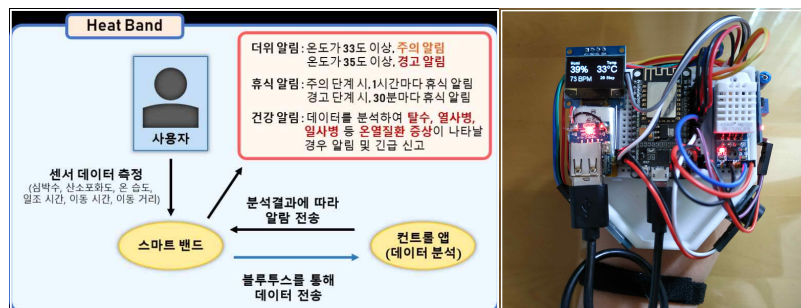 Heat Band
더위 알림 : 온도가 33도 이상, 주의 알림
온도가 35도 이상, 경고 알림
휴식 알림 : 주의 단계 시, 1시간마다 휴식 알림
경고 단계 시, 30분마다 휴식 알림
건강 알림 : 데이터를 분석하여 탈수, 열사병,
일사병 등 온열질환 증상이 나타날
경우 알림 및 긴급 신고
사용자
센서 데이터 측정
(심박수, 산소포화도, 온 습도,
일조 시간, 이동 시간, 이동 거리)
분석결과에 따라
알람 전송
스마트 밴드
컨트롤 앱
(데이터 분석)
블루투스를 통해
데이터 전송
Temp
39% 33°C
73 BPM
Step